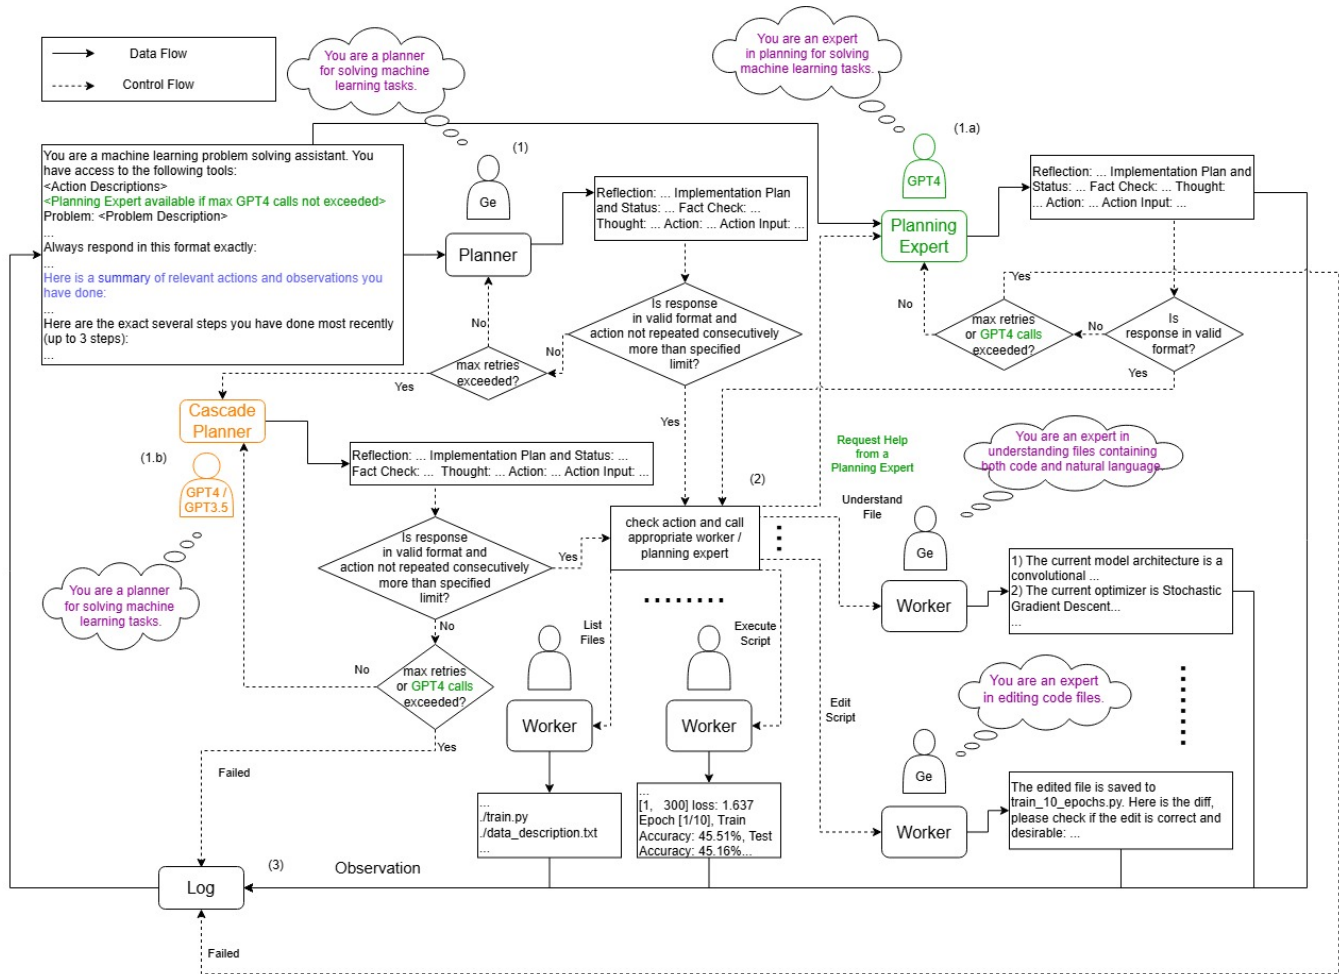 Data Flow
Control Flow
You are a planner
for solving machine
learning tasks.
You are an expert
in planning for solving
machine learning tasks.
You are a machine learning problem solving assistant. You
have access to the following tools:
<Action Descriptions>
<Planning Expert available if max GPT4 calls not exceeded>
Problem: <Problem Description>
...
Always respond in this format exactly:
...
Here is a summary of relevant actions and observations you
have done:
...
Here are the exact several steps you have done most recently
(up to 3 steps):
...
(1)
Ge
Planner
Reflection: ... Implementation Plan
and Status: ... Fact Check: ...
Thought: ... Action: ... Action Input: ...
(1.a)
GPT4
Planning
Expert
Reflection: ... Implementation Plan and
Status: ... Fact Check: ... Thought:
... Action: ... Action Input: ...
Is response
in valid format and
action not repeated consecutively
more than specified
limit?
No
max retries
exceeded?
No
Yes
Yes
Yes
No
max retries
or GPT4 calls
exceeded?
No
Is
response in valid
format?
Yes
Cascade
Planner
(1.b)
GPT4 /
GPT3.5
You are a planner
for solving machine
learning tasks.
Reflection: ... Implementation Plan and Status: ...
Fact Check: ... Thought: ... Action: ... Action Input: ...
Is response
in valid format and
action not repeated consecutively
more than specified
limit?
Yes
No
No
max retries
or GPT4 calls
exceeded?
Yes
Failed
(2)
check action and call
appropriate worker /
planning expert
Request Help
from a
Planning Expert
You are an expert in
understanding files containing
both code and natural language.
Understand
File
Ge
Worker
1) The current model architecture is a
convolutional ...
2) The current optimizer is Stochastic
Gradient Descent...
...
List
Files
Worker
...
./train.py
./data_description.txt
...
Execute
Script
Worker
...
[1, 300] loss: 1.637
Epoch [1/10], Train
Accuracy: 45.51%, Test
Accuracy: 45.16%...
Edit
Script
You are an expert
in editing code files.
Ge
Worker
The edited file is saved to
train_10_epochs.py. Here is the diff,
please check if the edit is correct and
desirable: ...
(3)
Observation
Log
Failed